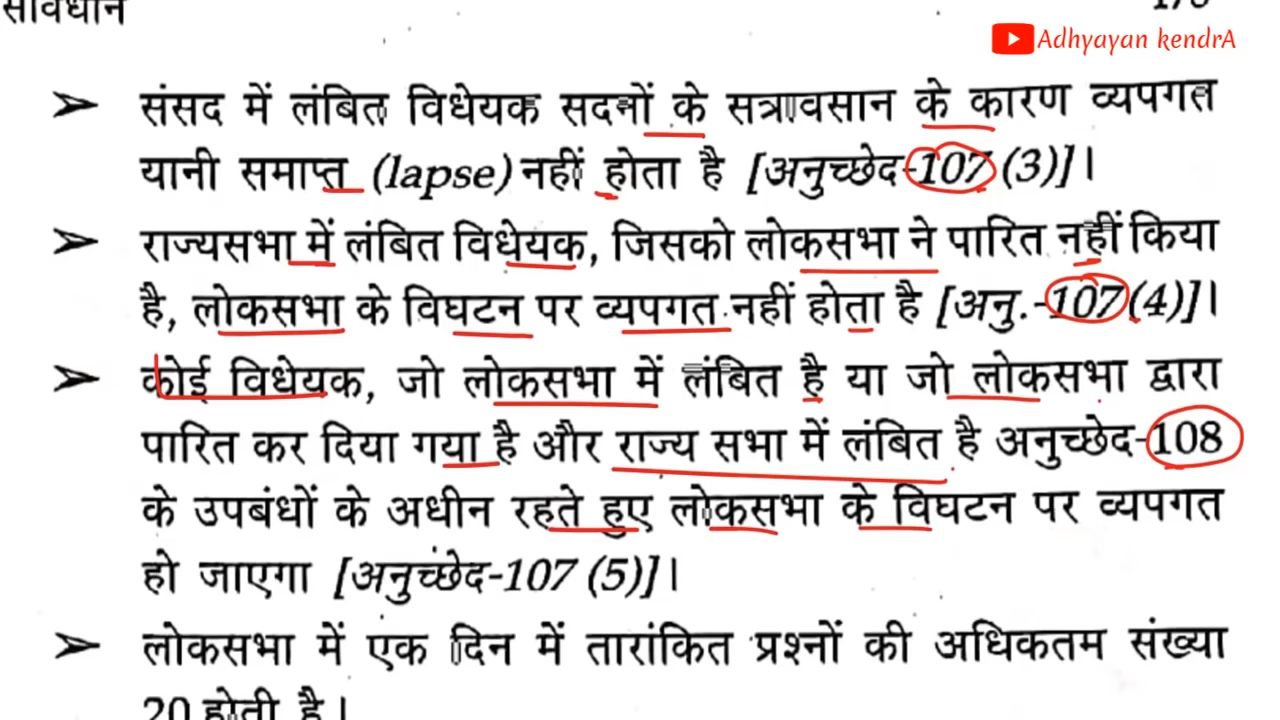 संविधान
Adhyayan kendrA
➢ संसद में लंबित विधेयक सदनों के सत्रावसान के कारण व्यपगत
यानी समाप्त (lapse) नहीं होता है [अनुच्छेद-107 (3)]।
➢ राज्यसभा में लंबित विधेयक, जिसको लोकसभा ने पारित नहीं किया
है, लोकसभा के विघटन पर व्यपगत नहीं होता है [अनु.-107 (4)]।
➢ कोई विधेयक, जो लोकसभा में लंबित है या जो लोकसभा द्वारा
पारित कर दिया गया है और राज्य सभा में लंबित है अनुच्छेद-108
के उपबंधों के अधीन रहते हुए लोकसभा के विघटन पर व्यपगत
हो जाएगा [अनुच्छेद-107 (5)]।
➢ लोकसभा में एक दिन में तारांकित प्रश्नों की अधिकतम संख्या
20 होती है।